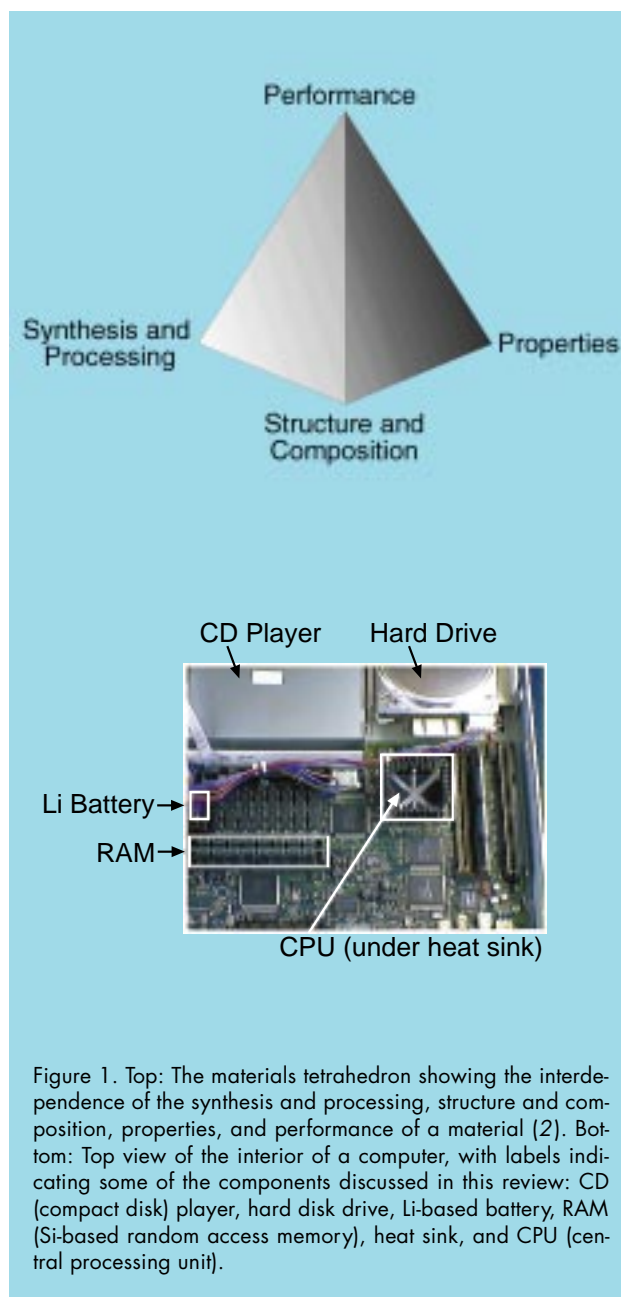 Performance
Synthesis and
Processing
Properties
Structure and
Composition
CD Player Hard Drive
Li Battery
RAM
CPU (under heat sink)
Figure 1. Top: The materials tetrahedron showing the interde-
pendence of the synthesis and processing, structure and com-
position, properties, and performance of a material (2). Bot-
tom: Top view of the interior of a computer, with labels indi-
cating some of the components discussed in this review: CD
(compact disk) player, hard disk drive, Li-based battery, RAM
(Si-based random access memory), heat sink, and CPU (cen-
tral processing unit).